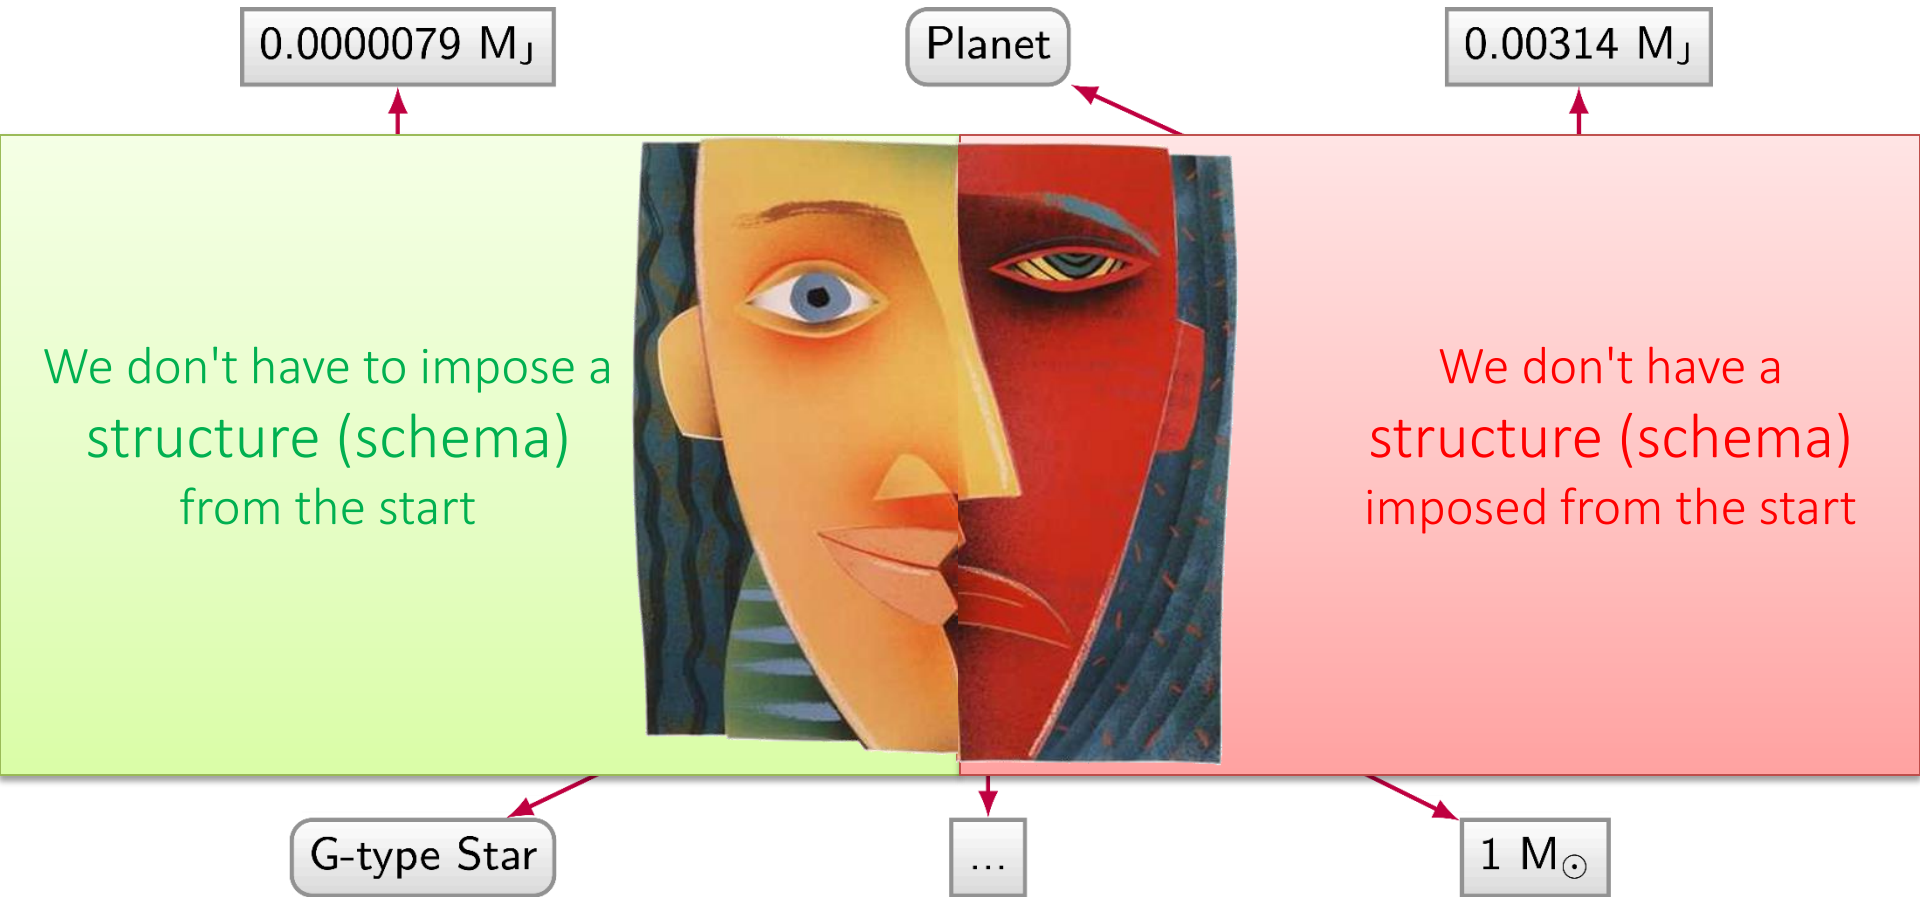 0.0000079 MJ
Planet
0.00314 MJ
We don't have to impose a
structure (schema)
from the start
We don't have a
structure (schema)
imposed from the start
G-type Star
...
1 M☉